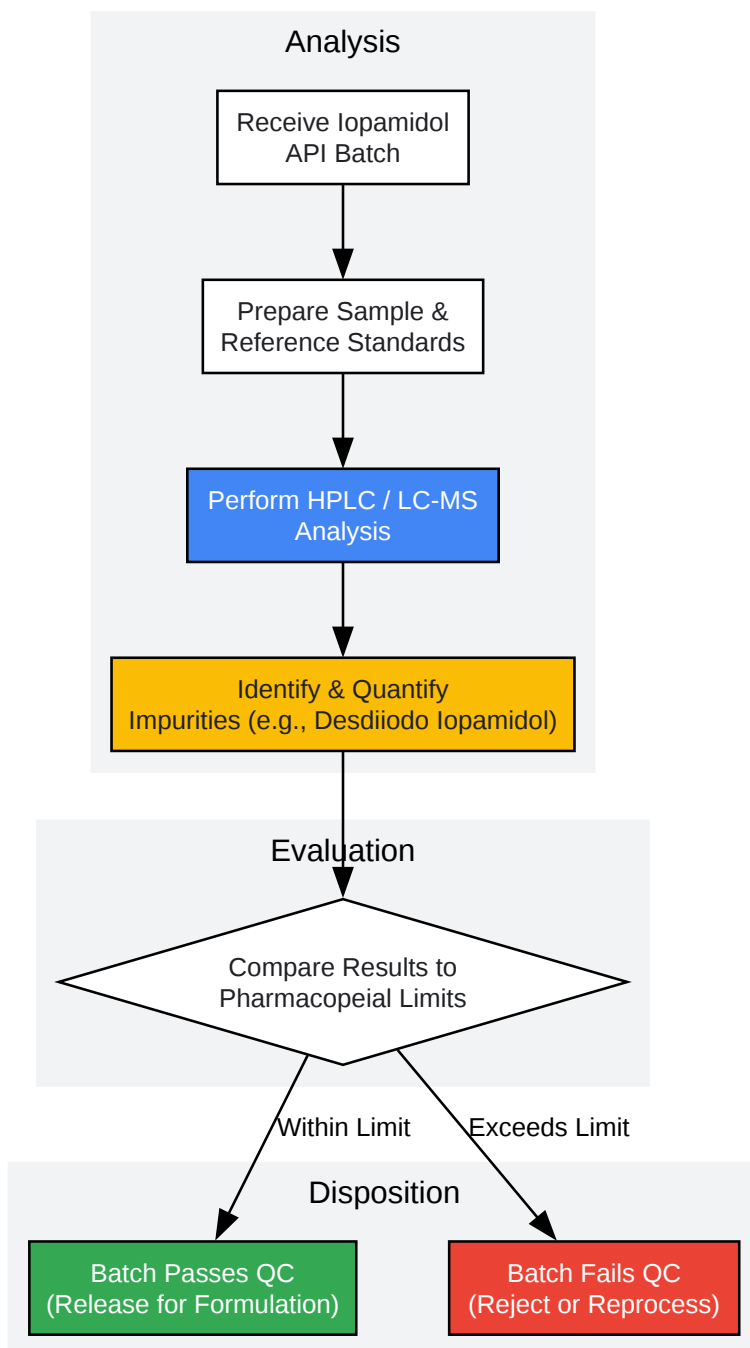 Analysis
Receive Iopamidol
API Batch
Prepare Sample &
Reference Standards
Perform HPLC / LC-MS
Analysis
Identify & Quantify
Impurities (e.g., Desdiiodo Iopamidol)
Evaluation
Compare Results to
Pharmacopeial Limits
Within Limit
Exceeds Limit
Disposition
Batch Passes QC
(Release for Formulation)
Batch Fails QC
(Reject or Reprocess)